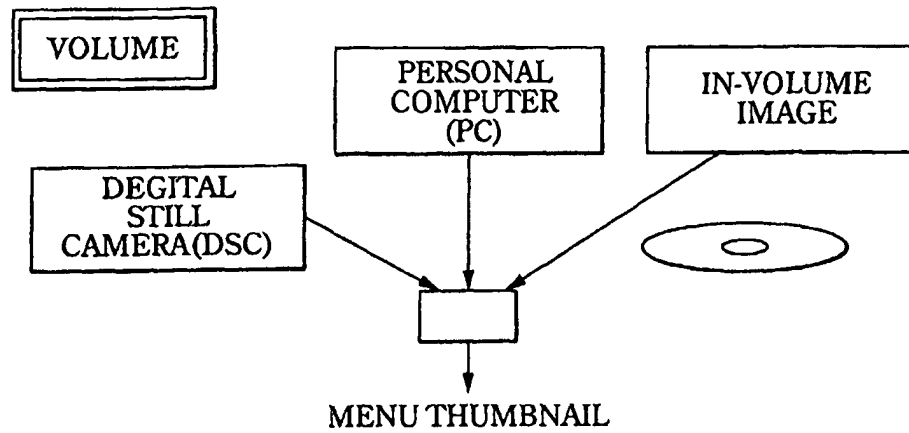 VOLUME
PERSONAL
COMPUTER
(PC)
IN-VOLUME
IMAGE
DEGITAL
STILL
CAMERA(DSC)
MENU THUMBNAIL